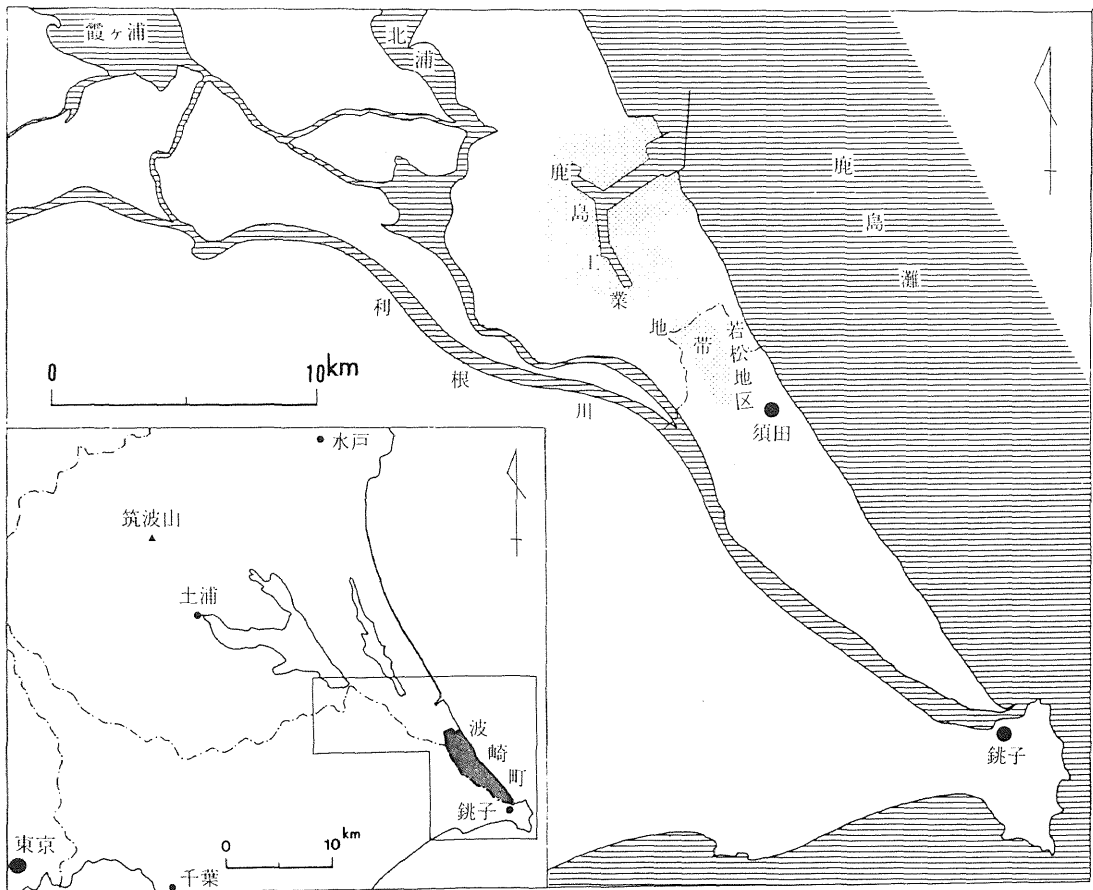 霞ヶ浦
北浦
鹿島灘
鹿島工業地帯
若松地区
須田
利根川
0 10km
銚子
水戸
筑波山
土浦
波崎町
銚子
0 10km
東京
千葉